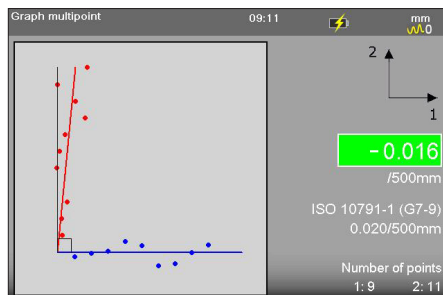 Graph multipoint 09:11 mm
0
2
1
-0.016
/500mm
ISO 10791-1 (G7-9)
0.020/500mm
Number of points
1: 9 2: 11